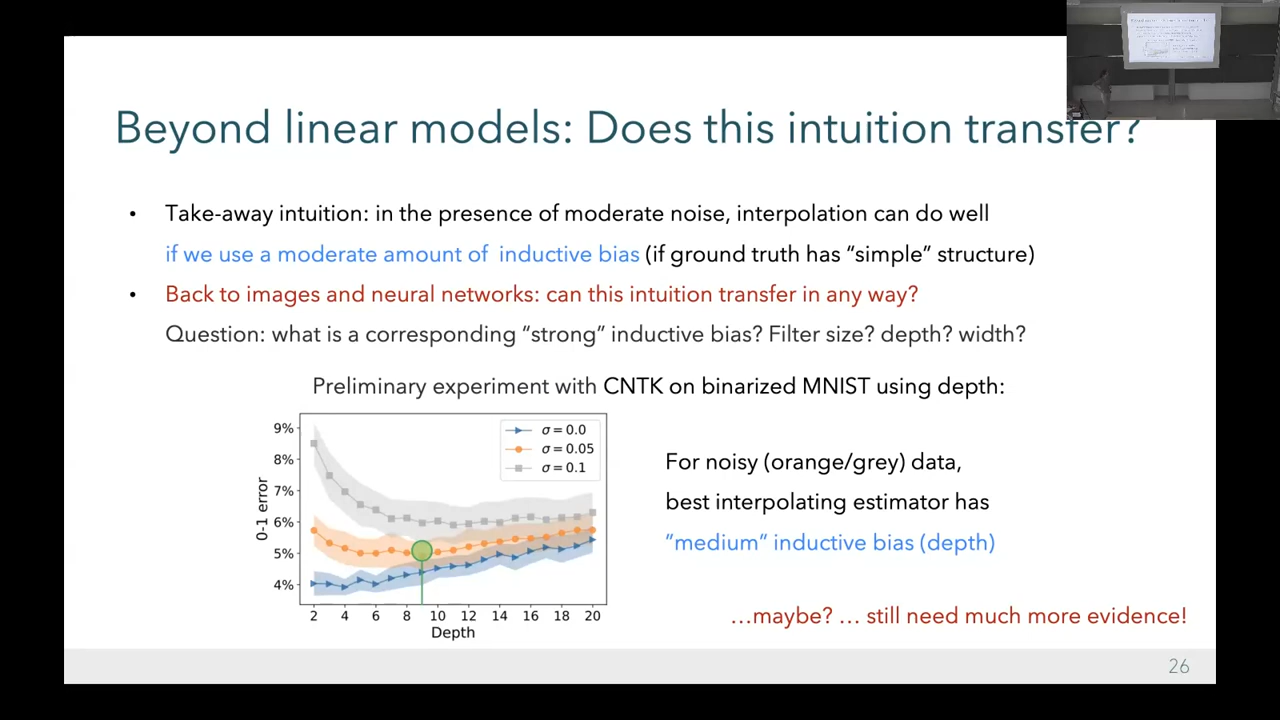 Beyond linear models: Does this intuition transfer?
• Take-away intuition: in the presence of moderate noise, interpolation can do well
if we use a moderate amount of inductive bias (if ground truth has “simple” structure)
• Back to images and neural networks: can this intuition transfer in any way?
Question: what is a corresponding “strong” inductive bias? Filter size? depth? width?
Preliminary experiment with CNTK on binarized MNIST using depth:
9%
8%
7%
6%
5%
4%
0-1 error
σ = 0.0
σ = 0.05
σ = 0.1
2 4 6 8 10 12 14 16 18 20
Depth
For noisy (orange/grey) data,
best interpolating estimator has
“medium” inductive bias (depth)
…maybe? … still need much more evidence!
26